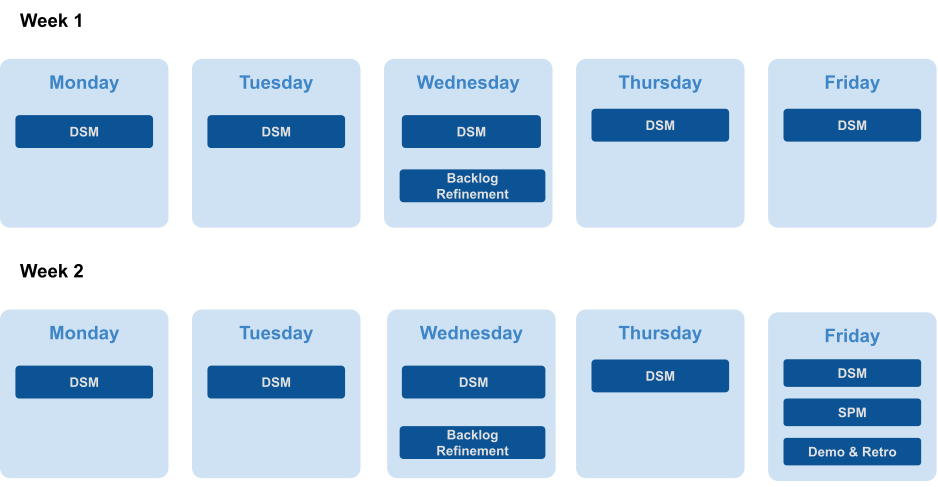 Week 1
Monday
DSM
Tuesday
DSM
Wednesday
DSM
Backlog
Refinement
Thursday
DSM
Friday
DSM
Week 2
Monday
DSM
Tuesday
DSM
Wednesday
DSM
Backlog
Refinement
Thursday
DSM
Friday
DSM
SPM
Demo & Retro